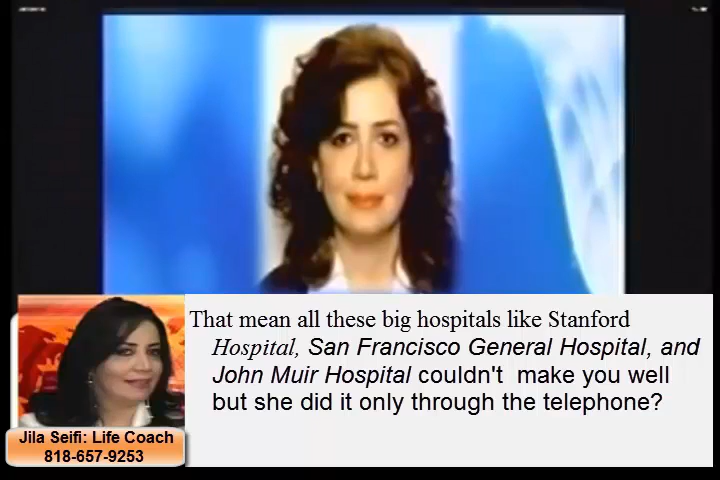 That mean all these big hospitals like Stanford
Hospital, San Francisco General Hospital, and
John Muir Hospital couldn't make you well
but she did it only through the telephone?
Jila Seifi: Life Coach
818-657-9253